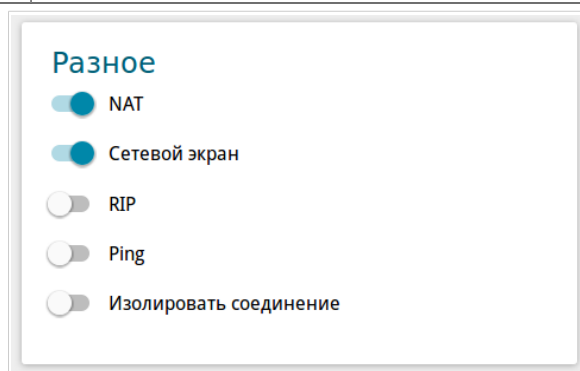 Разное
NAT
Сетевой экран
RIP
Ping
Изолировать соединение